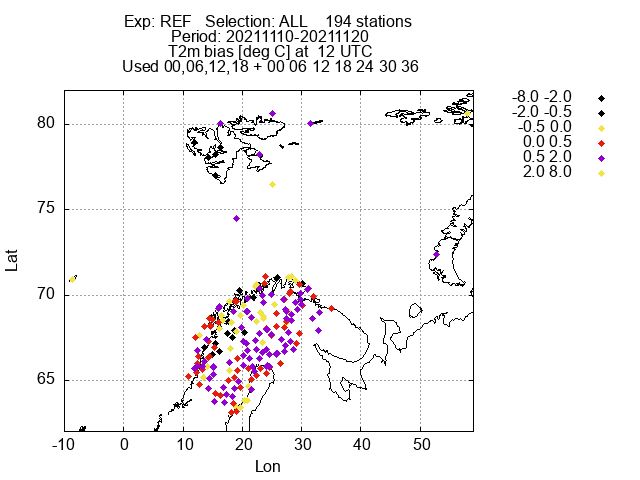 Exp: REF   Selection: ALL    194 stations
Period: 20211110-20211120
T2m bias [deg C] at  12 UTC
Used 00,06,12,18 + 00 06 12 18 24 30 36
-8.0 -2.0
-2.0 -0.5
-0.5 0.0
0.0 0.5
0.5 2.0
2.0 8.0
80
75
70
65
Lat
-10 0 10 20 30 40 50
Lon